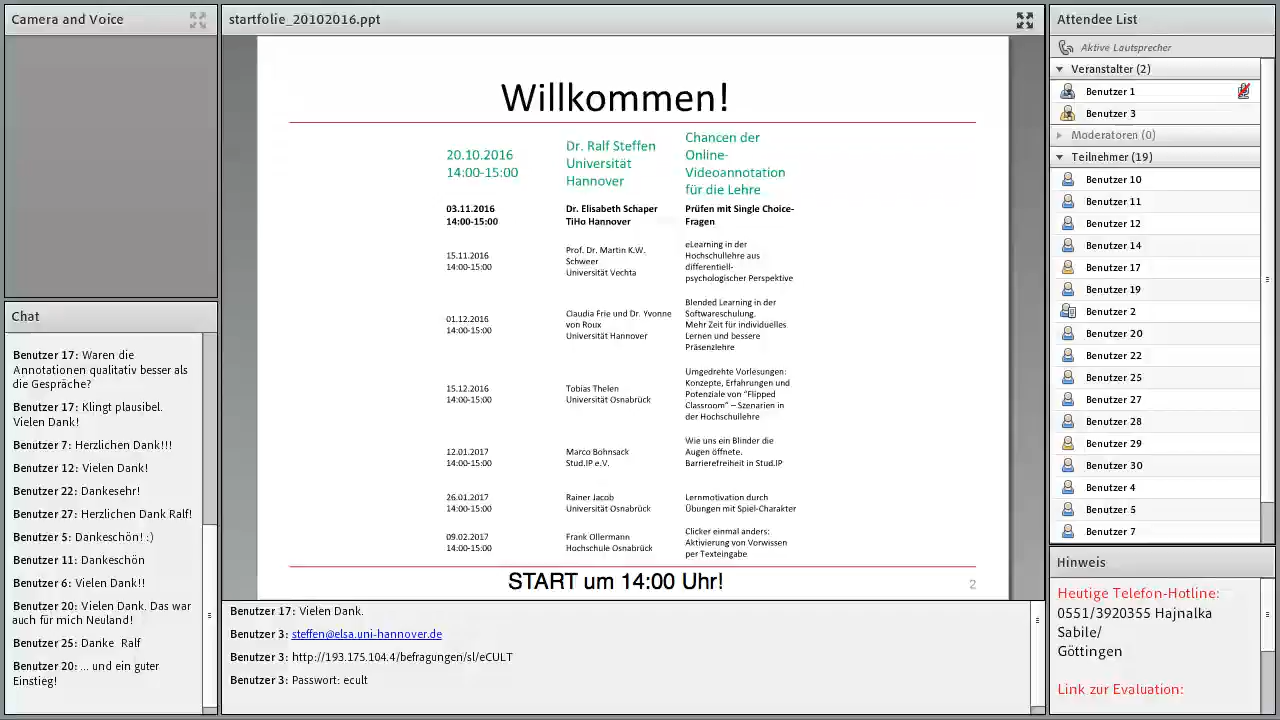 Camera and Voice
startfolie_20102016.ppt
Willkommen!
20.10.2016
14:00-15:00
Dr. Ralf Steffen
Universität
Hannover
Chancen der
Online-
Videoannotation
für die Lehre
03.11.2016
14:00-15:00
Dr. Elisabeth Schaper
TiHo Hannover
Prüfen mit Single Choice-
Fragen
15.11.2016
14:00-15:00
Prof. Dr. Martin K.W.
Schweer
Universität Vechta
eLearning in der
Hochschullehre aus
differentiell-
psychologischer Perspektive
01.12.2016
14:00-15:00
Claudia Frie und Dr. Yvonne
von Roux
Universität Hannover
Blended Learning in der
Softwareschulung.
Mehr Zeit für individuelles
Lernen und bessere
Präsenzlehre
15.12.2016
14:00-15:00
Tobias Thelen
Universität Osnabrück
Umgedrehte Vorlesungen:
Konzepte, Erfahrungen und
Potenziale von "Flipped
Classroom" – Szenarien in
der Hochschullehre
12.01.2017
14:00-15:00
Marco Bohnsack
Stud.IP e.V.
Wie uns ein Blinder die
Augen öffnete.
Barrierefreiheit in Stud.IP
26.01.2017
14:00-15:00
Rainer Jacob
Universität Osnabrück
Lernmotivation durch
Übungen mit Spiel-Charakter
09.02.2017
14:00-15:00
Frank Ollermann
Hochschule Osnabrück
Clicker einmal anders:
Aktivierung von Vorwissen
per Texteingabe
START um 14:00 Uhr!
2
Chat
Benutzer 17: Waren die
Annotationen qualitativ besser als
die Gespräche?
Benutzer 17: Klingt plausibel.
Vielen Dank!
Benutzer 7: Herzlichen Dank!!!
Benutzer 12: Vielen Dank!
Benutzer 22: Dankesehr!
Benutzer 27: Herzlichen Dank Ralf!
Benutzer 5: Dankeschön! :)
Benutzer 11: Dankeschön
Benutzer 6: Vielen Dank!!
Benutzer 20: Vielen Dank. Das war
auch für mich Neuland!
Benutzer 25: Danke Ralf
Benutzer 20: ... und ein guter
Einstieg!
Benutzer 17: Vielen Dank.
Benutzer 3: steffen@elsa.uni-hannover.de
Benutzer 3: http://193.175.104.4/befragungen/sl/eCULT
Benutzer 3: Passwort: ecult
Attendee List
Aktive Lautsprecher
Veranstalter (2)
Benutzer 1
Benutzer 3
Moderatoren (0)
Teilnehmer (19)
Benutzer 10
Benutzer 11
Benutzer 12
Benutzer 14
Benutzer 17
Benutzer 19
Benutzer 2
Benutzer 20
Benutzer 22
Benutzer 25
Benutzer 27
Benutzer 28
Benutzer 29
Benutzer 30
Benutzer 4
Benutzer 5
Benutzer 7
Hinweis
Heutige Telefon-Hotline:
0551/3920355 Hajnalka
Sabile/
Göttingen
Link zur Evaluation: